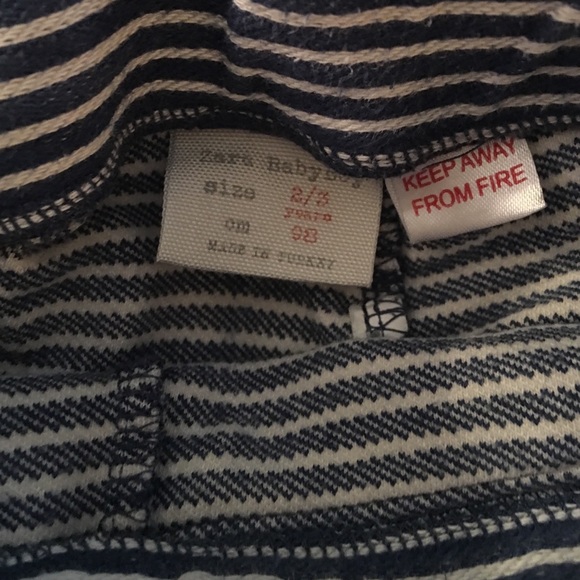 Zara BabyBoy
size 2/3
years
cm 98
MADE IN TURKEY
KEEP AWAY
FROM FIRE